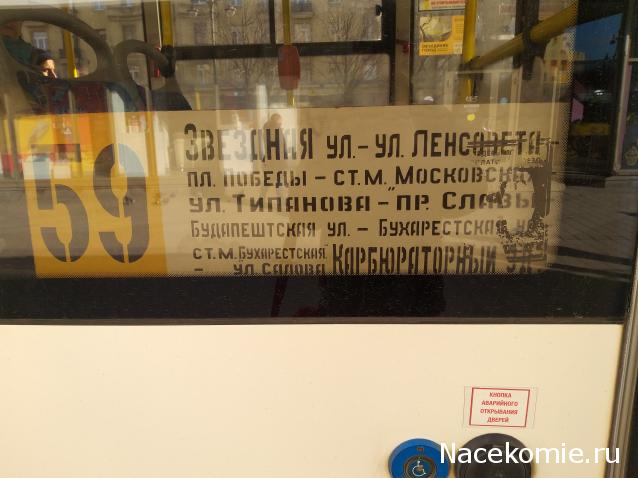 59
ЗВЕЗДНАЯ УЛ.- УЛ. ЛЕНСОВЕТА -
ПЛ. ПОБЕДЫ - СТ.М. МОСКОВСКАЯ
УЛ. ТИПАНОВА - ПР. СЛАВЫ
БУДАПЕШТСКАЯ УЛ. - БУХАРЕСТСКАЯ УЛ.
СТ.М."БУХАРЕСТСКАЯ"
- УЛ. САЛОВА КАРБЮРАТОРНЫЙ
КНОПКА
АВАРИЙНОГО
ОТКРЫВАНИЯ
ДВЕРЕЙ
Nacekomie.ru